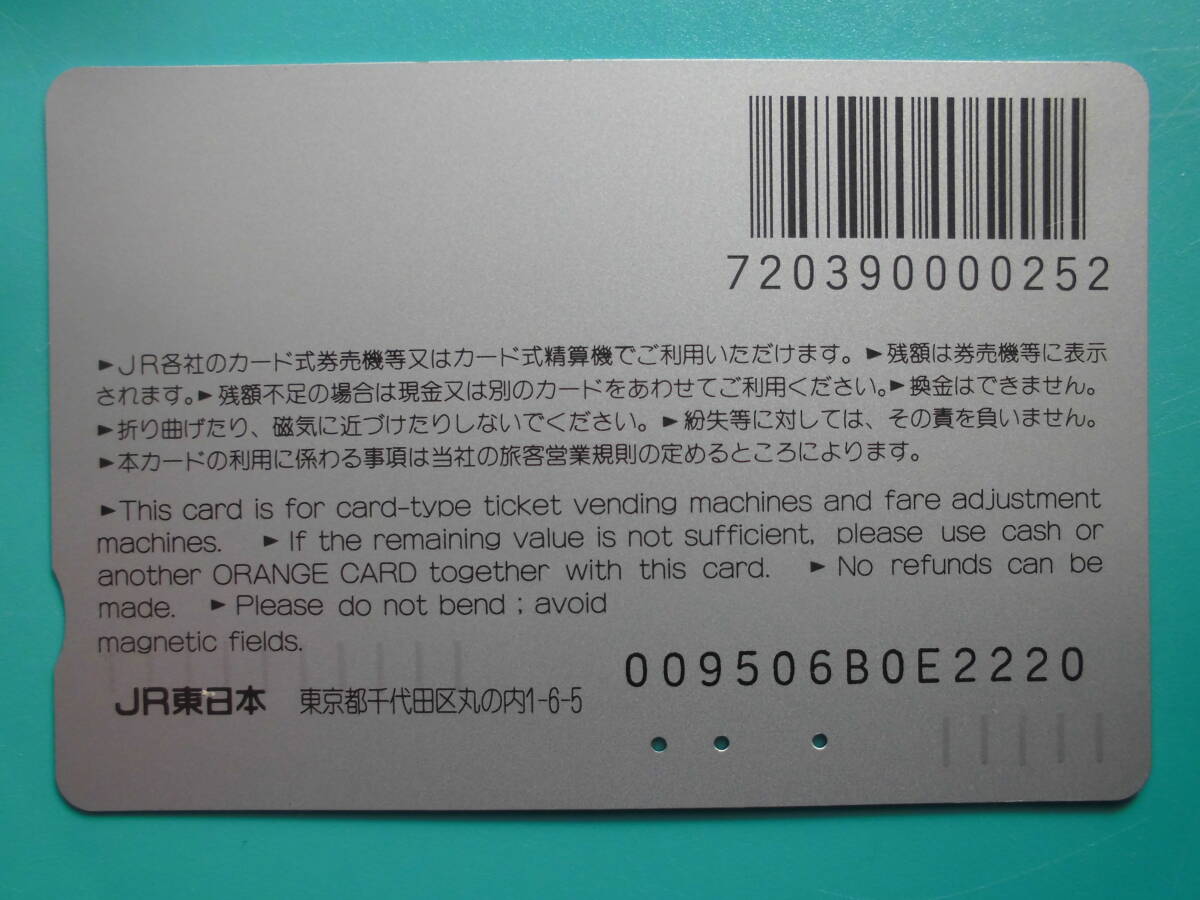 720390000252
►JR各社のカード式券売機等又はカード式精算機でご利用いただけます。►残額は券売機等に表示
されます。►残額不足の場合は現金又は別のカードをあわせてご利用ください。►換金はできません。
►折り曲げたり、磁気に近づけたりしないでください。►紛失等に対しては、その責を負いません。
►本カードの利用に係わる事項は当社の旅客営業規則の定めるところによります。
►This card is for card-type ticket vending machines and fare adjustment
machines. ►If the remaining value is not sufficient, please use cash or
another ORANGE CARD together with this card. ►No refunds can be
made. ►Please do not bend ; avoid
magnetic fields.
009506B0E2220
JR東日本 東京都千代田区丸の内1-6-5